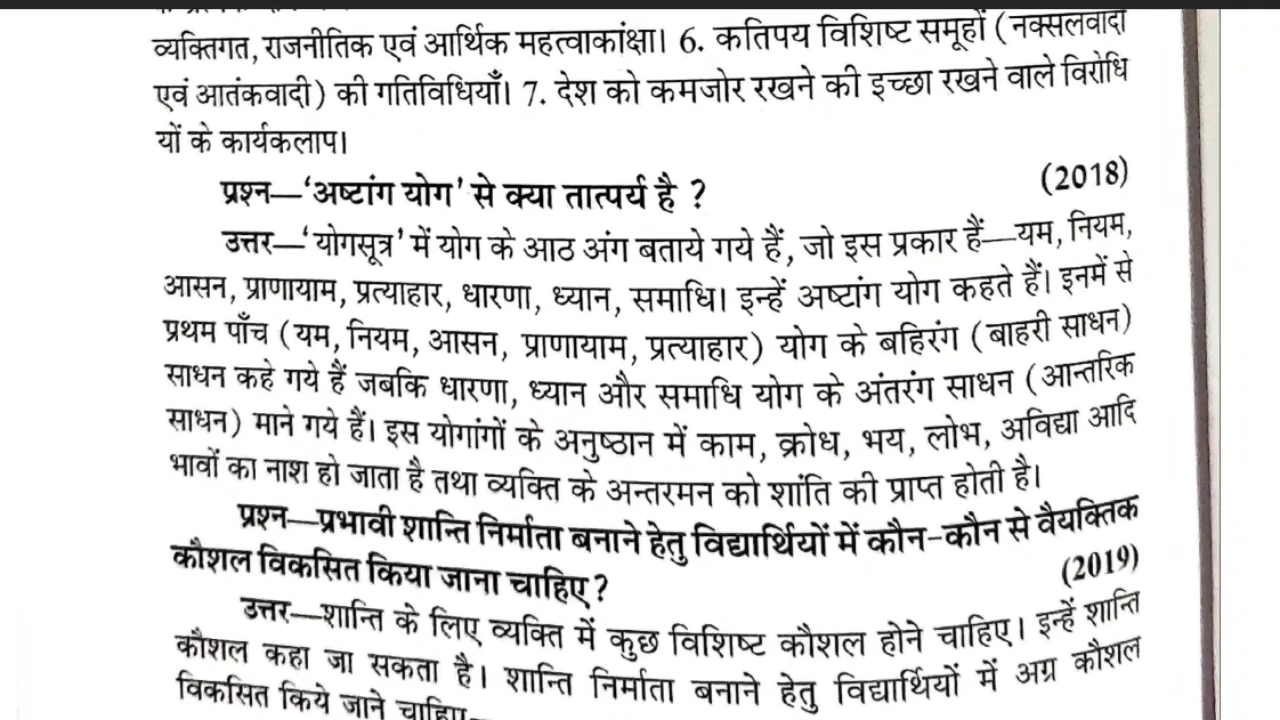 व्यक्तिगत, राजनीतिक एवं आर्थिक महत्वाकांक्षा। 6. कतिपय विशिष्ट समूहों (नक्सलवादी
एवं आतंकवादी) की गतिविधियाँ। 7. देश को कमजोर रखने की इच्छा रखने वाले विरोधि
यों के कार्यकलाप।
प्रश्न—‘अष्टांग योग’ से क्या तात्पर्य है ? (2018)
उत्तर—‘योगसूत्र’ में योग के आठ अंग बताये गये हैं, जो इस प्रकार हैं—यम, नियम,
आसन, प्राणायाम, प्रत्याहार, धारणा, ध्यान, समाधि। इन्हें अष्टांग योग कहते हैं। इनमें से
प्रथम पाँच (यम, नियम, आसन, प्राणायाम, प्रत्याहार) योग के बहिरंग (बाहरी साधन)
साधन कहे गये हैं जबकि धारणा, ध्यान और समाधि योग के अंतरंग साधन (आन्तरिक
साधन) माने गये हैं। इस योगांगों के अनुष्ठान में काम, क्रोध, भय, लोभ, अविद्या आदि
भावों का नाश हो जाता है तथा व्यक्ति के अन्तरमन को शांति की प्राप्त होती है।
प्रश्न—प्रभावी शान्ति निर्माता बनाने हेतु विद्यार्थियों में कौन-कौन से वैयक्तिक
कौशल विकसित किया जाना चाहिए ? (2019)
उत्तर—शान्ति के लिए व्यक्ति में कुछ विशिष्ट कौशल होने चाहिए। इन्हें शान्ति
कौशल कहा जा सकता है। शान्ति निर्माता बनाने हेतु विद्यार्थियों में अग्र कौशल
विकसित किये जाने चाहिए—